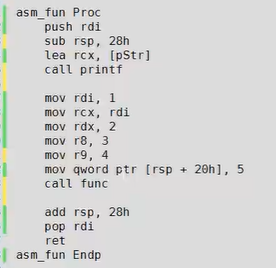 asm_fun Proc
push rdi
sub rsp, 28h
lea rcx, [pStr]
call printf
mov rdi, 1
mov rcx, rdi
mov rdx, 2
mov r8, 3
mov r9, 4
mov qword ptr [rsp + 20h], 5
call func
add rsp, 28h
pop rdi
ret
asm_fun Endp